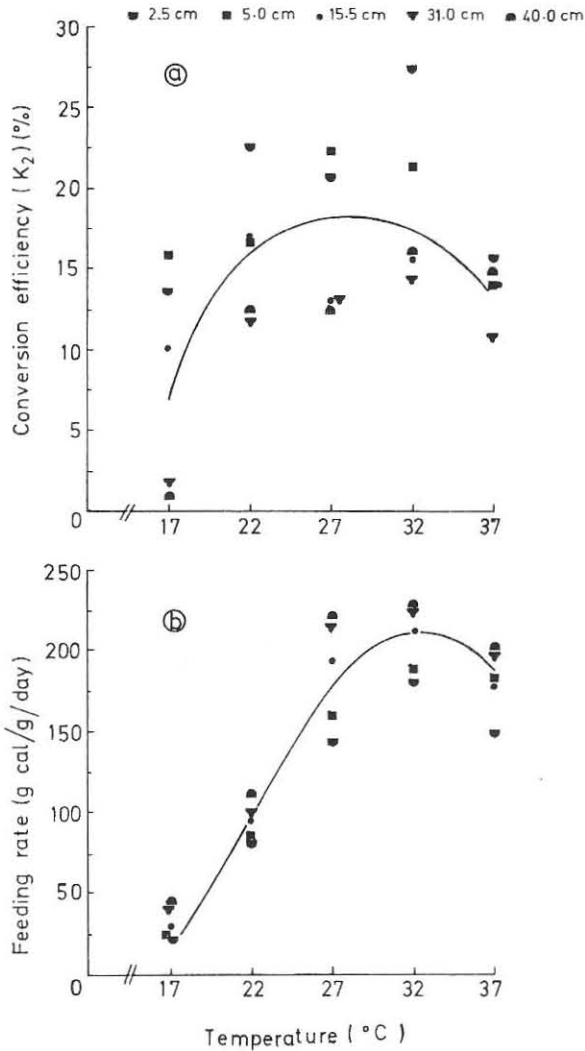 2.5 cm 5.0 cm 15.5 cm 31.0 cm 40.0 cm
a
Conversion efficiency (K2) (%)
30
25
20
15
10
5
0
17 22 27 32 37
b
Feeding rate (g cal/g/day)
250
200
150
100
50
0
17 22 27 32 37
Temperature (°C)